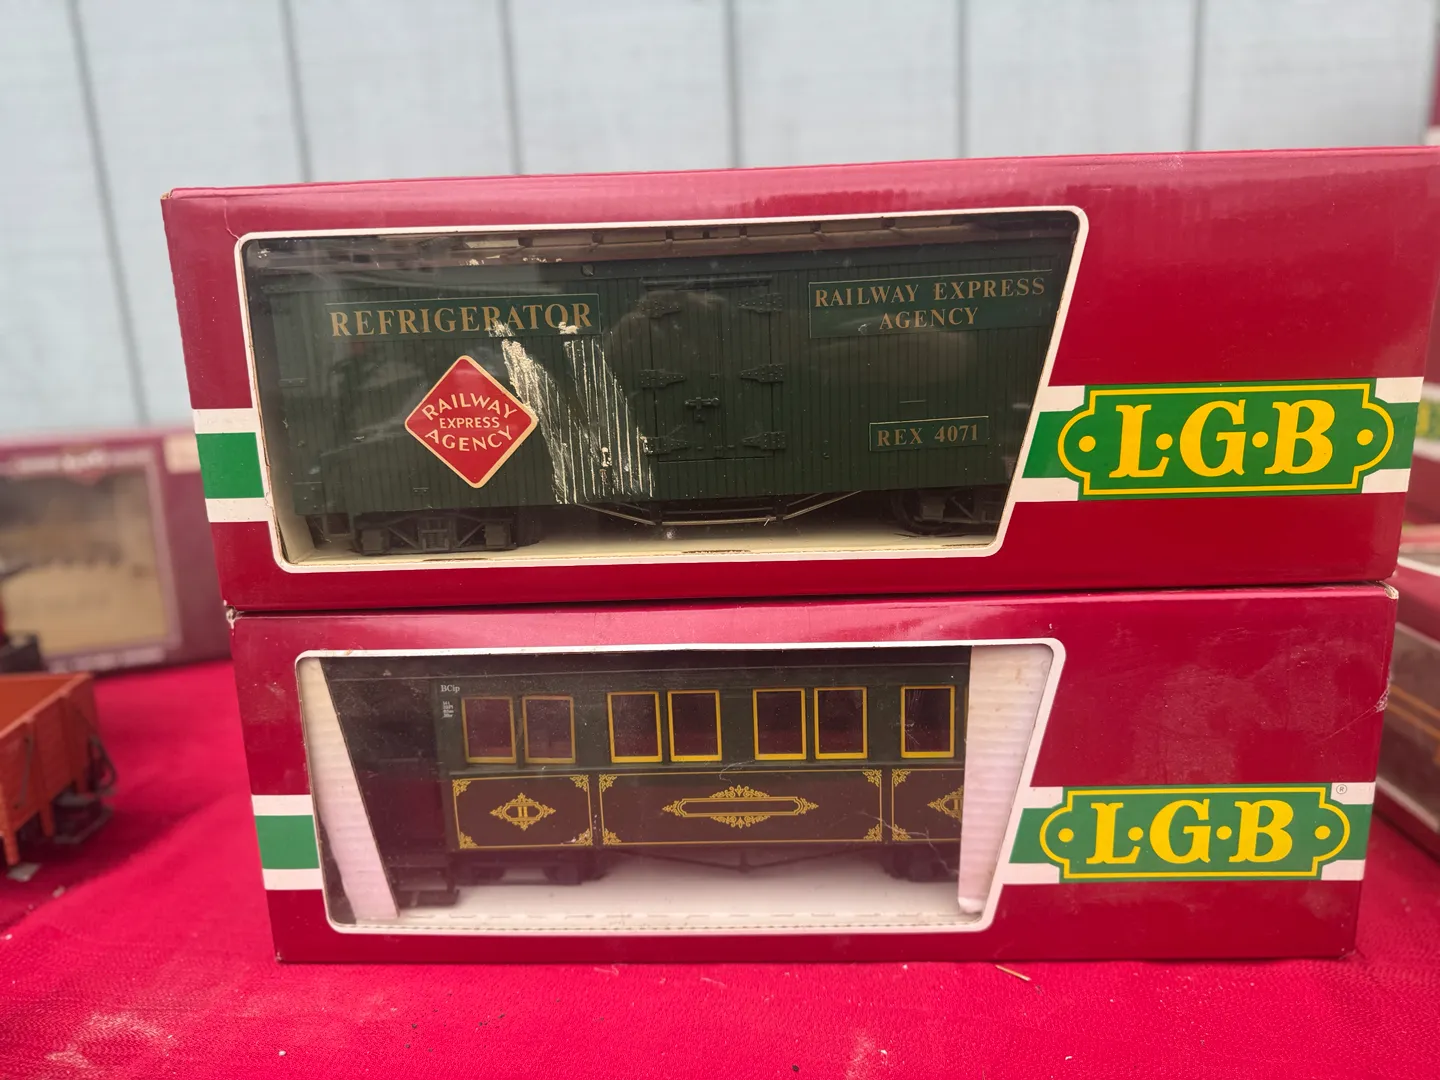 REFRIGERATOR
RAILWAY EXPRESS
AGENCY
RAILWAY
EXPRESS
AGENCY
REX 4071
L·G·B
BCip
II
L·G·B®